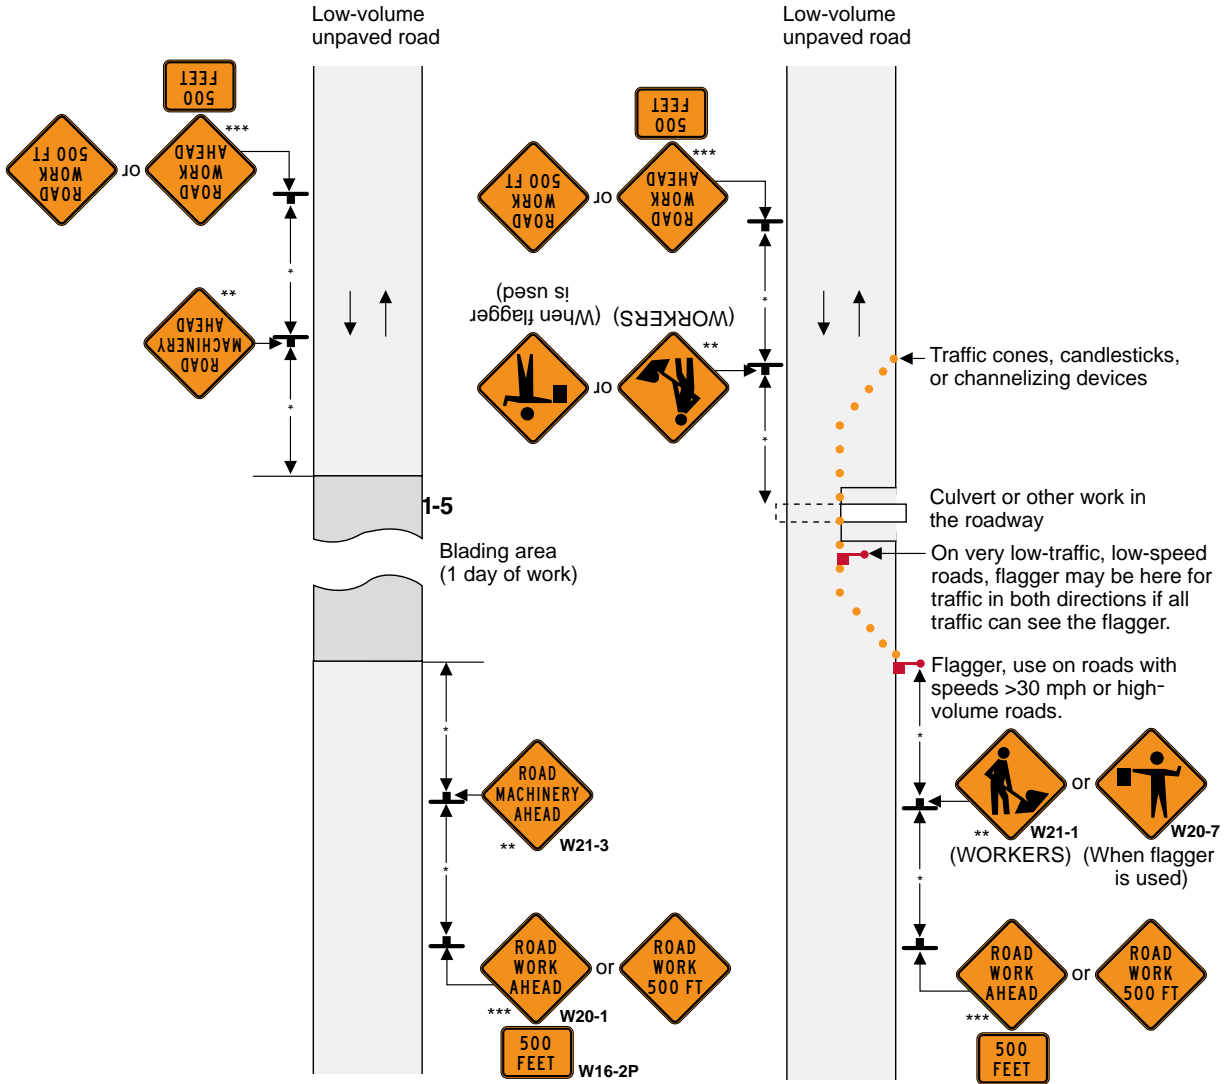 Low-volume
unpaved road
500
FEET
ROAD
WORK
500 FT
or
ROAD
WORK
AHEAD
***
*
ROAD
MACHINERY
AHEAD
**
*
1-5
Blading area
(1 day of work)
*
ROAD
MACHINERY
AHEAD
**
W21-3
*
ROAD
WORK
AHEAD
***
W20-1
or
ROAD
WORK
500 FT
500
FEET
W16-2P
Low-volume
unpaved road
500
FEET
ROAD
WORK
500 FT
or
ROAD
WORK
AHEAD
***
*
(When flagger
is used)
(WORKERS)
or
**
*
Traffic cones, candlesticks,
or channelizing devices
Culvert or other work in
the roadway
On very low-traffic, low-speed
roads, flagger may be here for
traffic in both directions if all
traffic can see the flagger.
Flagger, use on roads with
speeds >30 mph or high-
volume roads.
*
or
**
W21-1
W20-7
(WORKERS)
(When flagger
is used)
*
ROAD
WORK
AHEAD
***
or
ROAD
WORK
500 FT
500
FEET